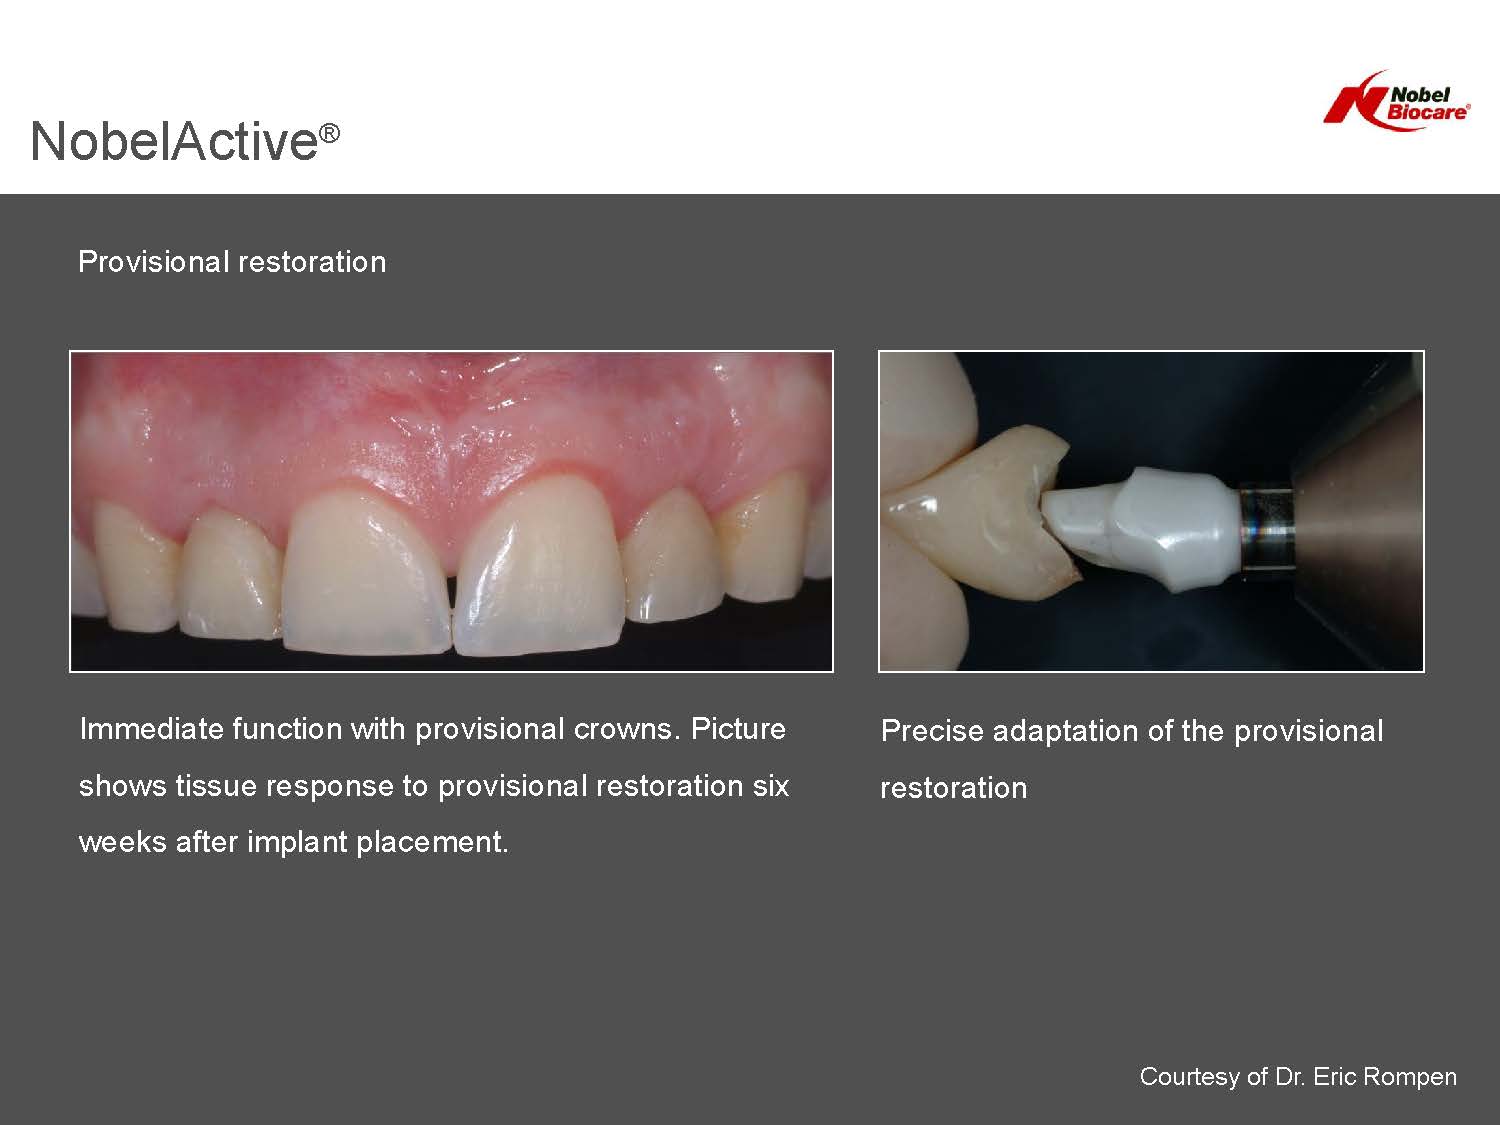 Nobel
Biocare®
NobelActive®
Provisional restoration
Immediate function with provisional crowns. Picture
shows tissue response to provisional restoration six
weeks after implant placement.
Precise adaptation of the provisional
restoration
Courtesy of Dr. Eric Rompen